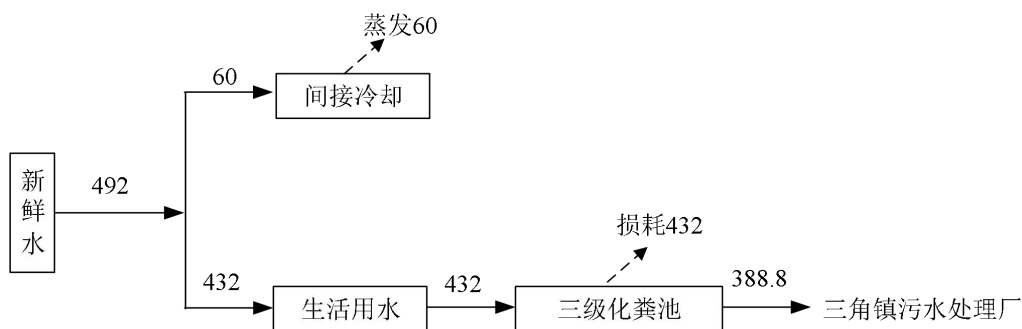 蒸发60
60
间接冷却
新鲜水
492
损耗432
432
生活用水
432
三级化粪池
388.8
三角镇污水处理厂